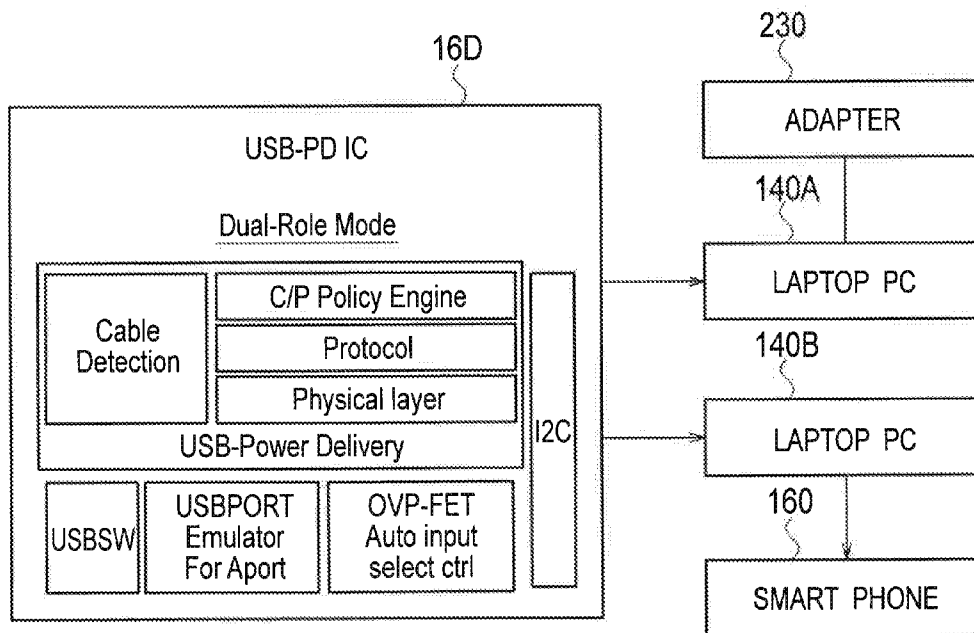 16D
USB-PD IC
Dual-Role Mode
Cable
Detection
C/P Policy Engine
Protocol
Physical layer
USB-Power Delivery
I2C
USBSW
USBPORT
Emulator
For Aport
OVP-FET
Auto input
select ctrl
230
ADAPTER
140A
LAPTOP PC
140B
LAPTOP PC
160
SMART PHONE